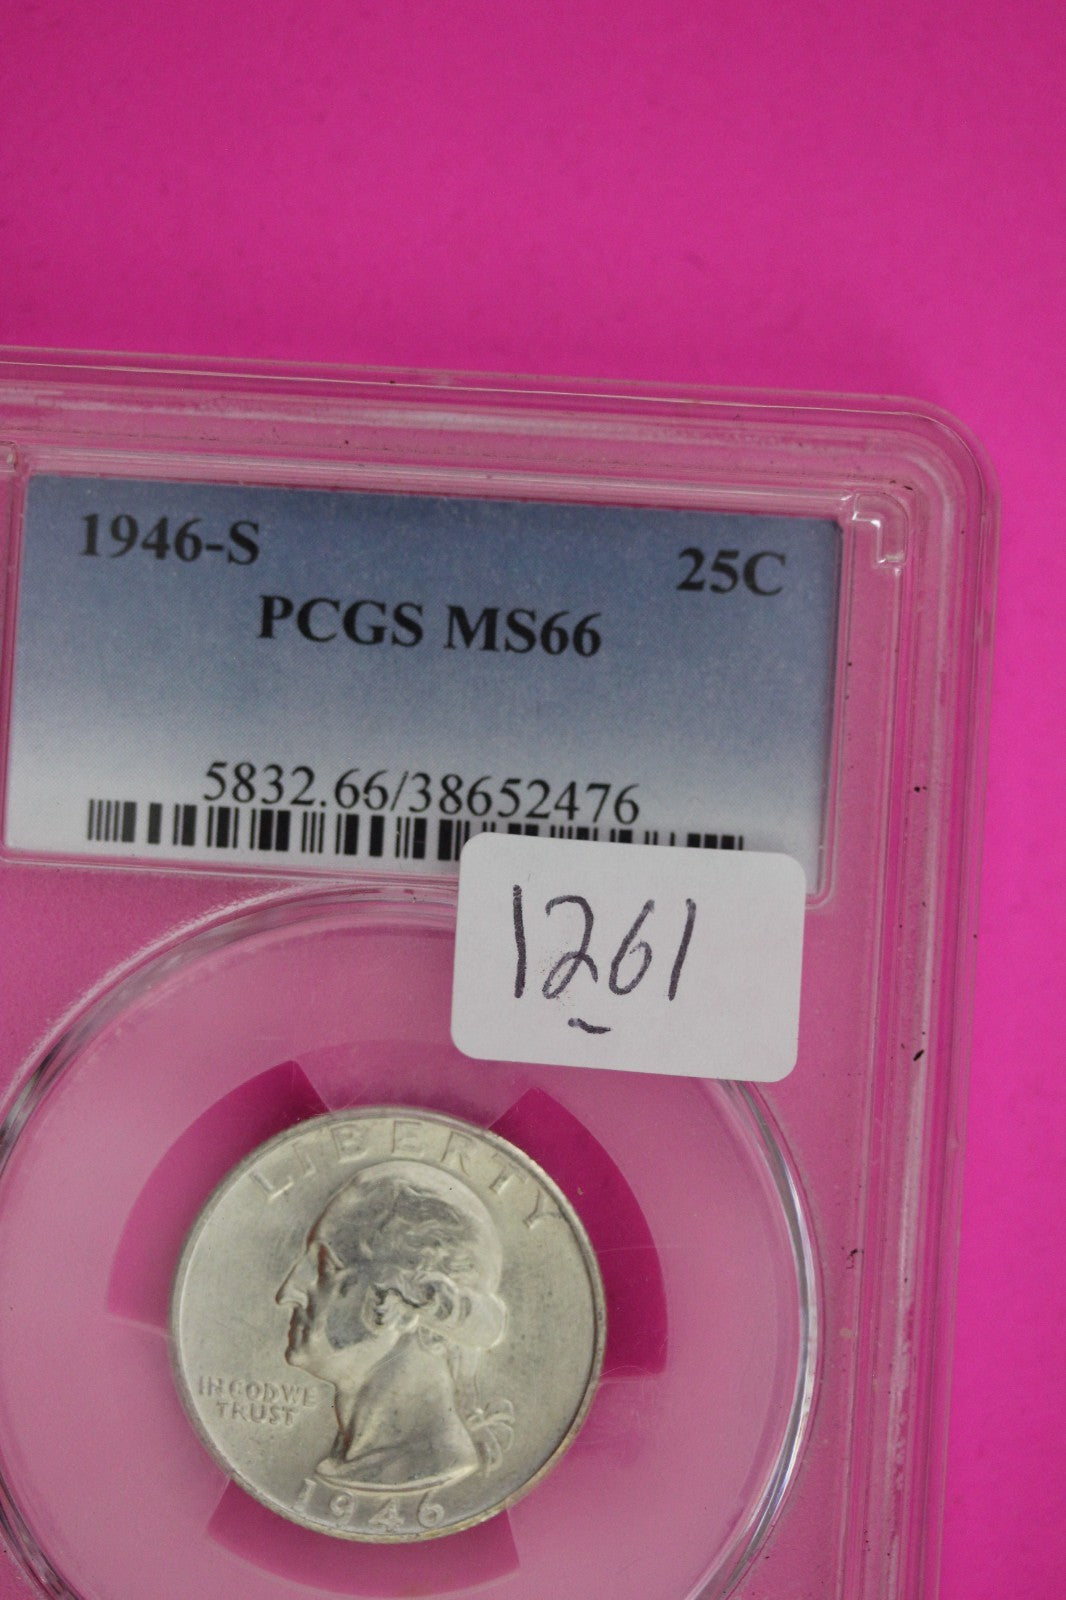 1946-S 25C
PCGS MS66
5832.66/38652476
1261
LIBERTY
IN GOD WE
TRUST
1946